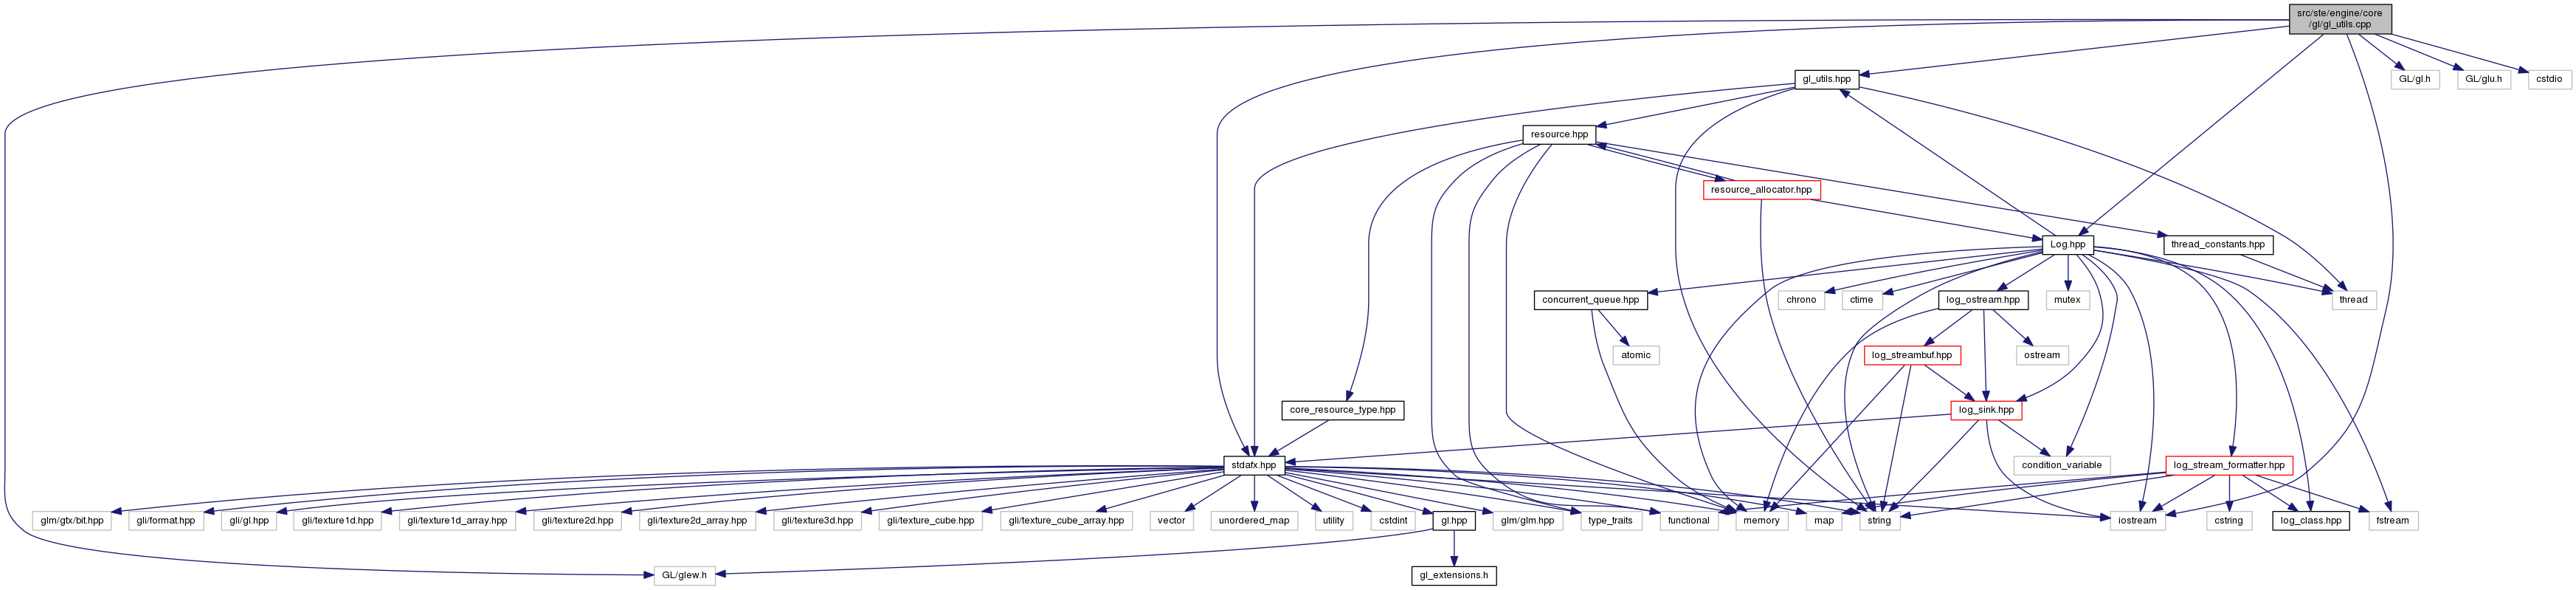 src/ste/engine/core
/gl/gl_utils.cpp
gl_utils.hpp
GL/gl.h
GL/glu.h
cstdio
resource.hpp
resource_allocator.hpp
Log.hpp
thread_constants.hpp
concurrent_queue.hpp
chrono
ctime
log_ostream.hpp
mutex
thread
atomic
log_streambuf.hpp
ostream
core_resource_type.hpp
log_sink.hpp
stdafx.hpp
condition_variable
log_stream_formatter.hpp
glm/gtx/bit.hpp
gli/format.hpp
gli/gl.hpp
gli/texture1d.hpp
gli/texture1d_array.hpp
gli/texture2d.hpp
gli/texture2d_array.hpp
gli/texture3d.hpp
gli/texture_cube.hpp
gli/texture_cube_array.hpp
vector
unordered_map
utility
cstdint
gl.hpp
glm/glm.hpp
type_traits
functional
memory
map
string
iostream
cstring
log_class.hpp
fstream
GL/glew.h
gl_extensions.h